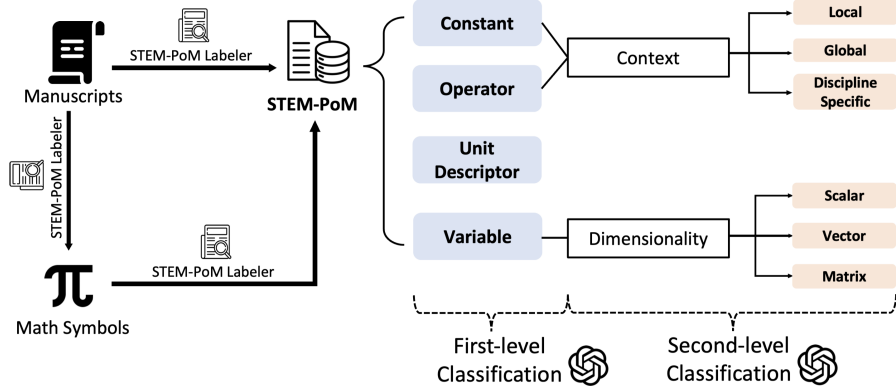 Manuscripts
STEM-PoM Labeler
STEM-PoM Labeler
STEM-PoM
STEM-PoM Labeler
π
Math Symbols
Constant
Operator
Unit
Descriptor
Variable
Context
Dimensionality
Local
Global
Discipline
Specific
Scalar
Vector
Matrix
First-level
Classification
Second-level
Classification